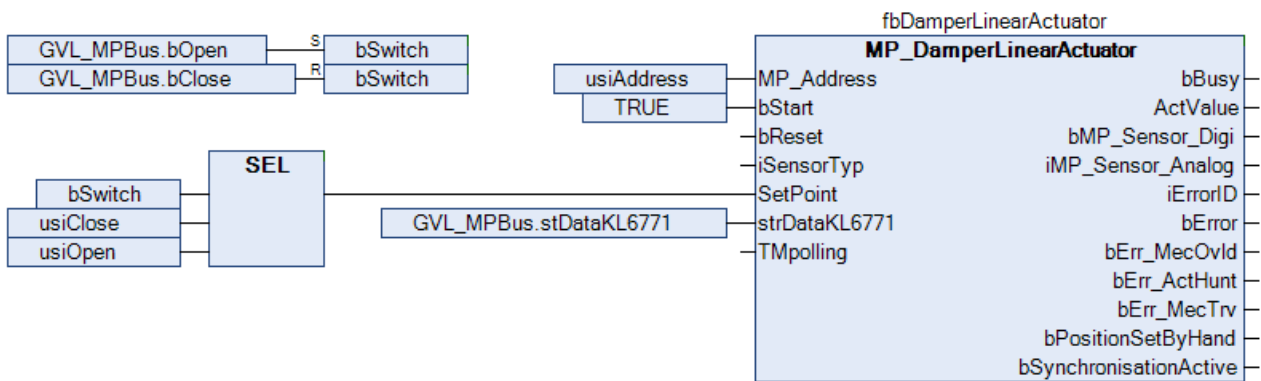 fbDamperLinearActuator
GVL_MPBus.bOpen S bSwitch
GVL_MPBus.bClose R bSwitch
MP_DamperLinearActuator
usiAddress MP_Address bBusy
TRUE bStart ActValue
bReset bMP_Sensor_Digi
SEL iSensorTyp iMP_Sensor_Analog
bSwitch SetPoint iErrorID
usiClose GVL_MPBus.stDataKL6771 strDataKL6771 bError
usiOpen TMpolling bErr_MecOvld
bErr_ActHunt
bErr_MecTrv
bPositionSetByHand
bSynchronisationActive